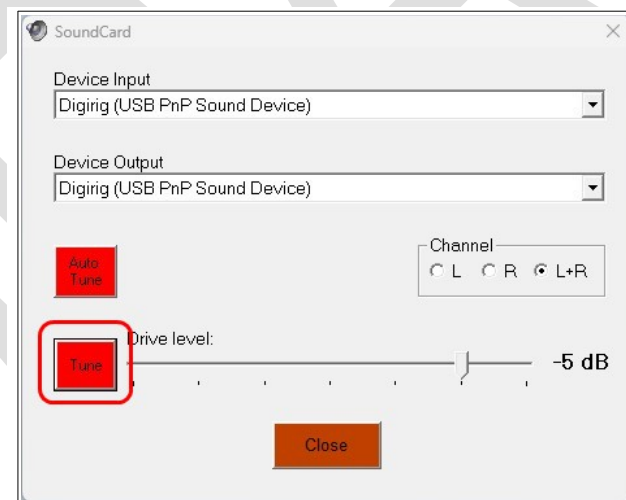 SoundCard
Device Input
Digirig (USB PnP Sound Device)
Device Output
Digirig (USB PnP Sound Device)
Auto
Tune
Channel
L R L+R
Drive level:
Tune
-5 dB
Close